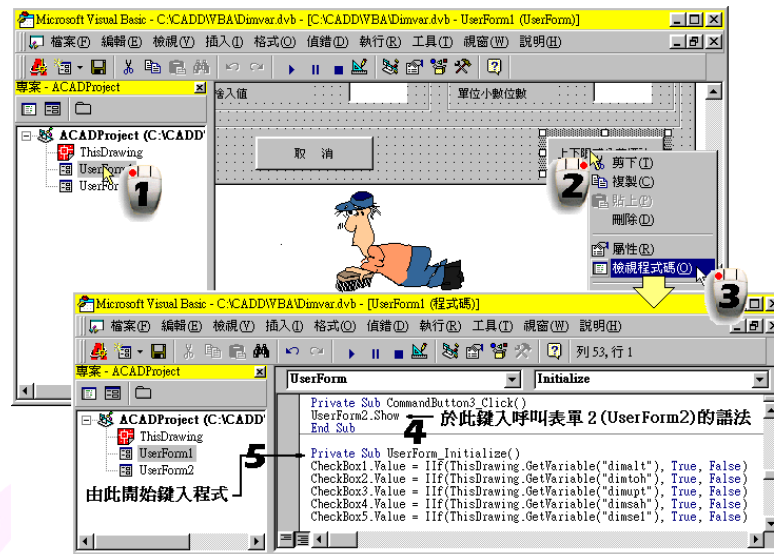 Microsoft Visual Basic - C:\CADD\VBA\Dimvar.dvb - [C:\CADD\VBA\Dimvar.dvb - UserForm1 (UserForm)]
檔案(F) 編輯(E) 檢視(V) 插入(I) 格式(O) 偵錯(D) 執行(R) 工具(T) 視窗(W) 說明(H)
專案 - ACADProject
捨入值
單位小數位數
ACADProject (C:\CADD\
ThisDrawing
取 消
UserForm1
1
2
剪下(T)
複製(C)
貼上(P)
刪除(D)
屬性(R)
檢視程式碼(O)
3
Microsoft Visual Basic - C:\CADD\VBA\Dimvar.dvb - [UserForm1 (程式碼)]
檔案(F) 編輯(E) 檢視(V) 插入(I) 格式(O) 偵錯(D) 執行(R) 工具(T) 視窗(W) 說明(H)
列 53, 行 1
專案 - ACADProject
UserForm
Initialize
ACADProject (C:\CADD'
ThisDrawing
UserForm1
UserForm2
Private Sub CommandButton3_Click()
UserForm2.Show
4
於此鍵入呼叫表單 2 (UserForm2)的語法
End Sub
5
由此開始鍵入程式
Private Sub UserForm_Initialize()
CheckBox1.Value = IIf(ThisDrawing.GetVariable("dimalt"), True, False)
CheckBox2.Value = IIf(ThisDrawing.GetVariable("dimtoh"), True, False)
CheckBox3.Value = IIf(ThisDrawing.GetVariable("dimupt"), True, False)
CheckBox4.Value = IIf(ThisDrawing.GetVariable("dimsah"), True, False)
CheckBox5.Value = IIf(ThisDrawing.GetVariable("dimse1"), True, False)